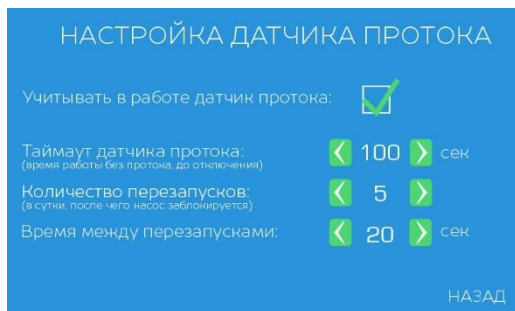 НАСТРОЙКА ДАТЧИКА ПРОТОКА
Учитывать в работе датчик протока:
Таймаут датчика протока: 100 сек
(время работы без протока, до отключения)
Количество перезапусков: 5
(в сутки, после чего насос заблокируется)
Время между перезапусками: 20 сек
НАЗАД